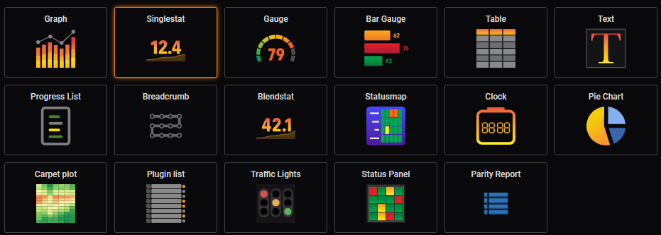 Graph
Singlestat
Gauge
Bar Gauge
Table
Text
12.4
79
62
76
43
T
Progress List
Breadcrumb
Blendstat
Statusmap
Clock
Pie Chart
42.1
88:88
Carpet plot
Plugin list
Traffic Lights
Status Panel
Parity Report